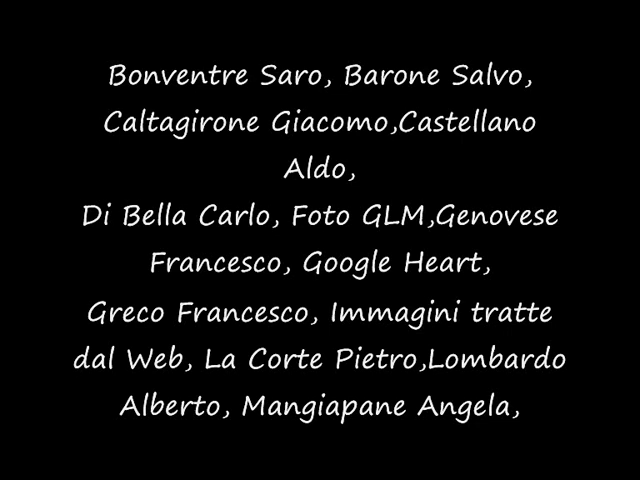 Bonventre Saro, Barone Salvo,
Caltagirone Giacomo,Castellano
Aldo,
Di Bella Carlo, Foto GLM,Genovese
Francesco, Google Heart,
Greco Francesco, Immagini tratte
dal Web, La Corte Pietro,Lombardo
Alberto, Mangiapane Angela,